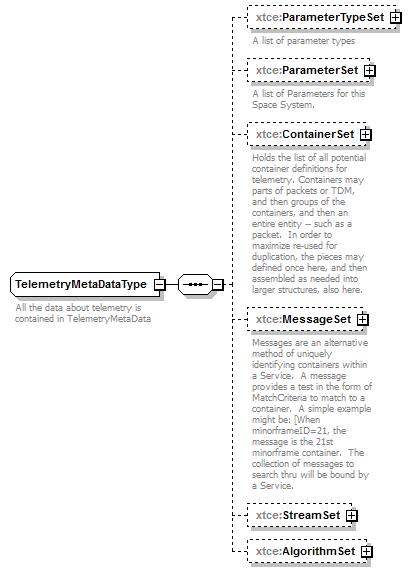 xtce:ParameterTypeSet
A list of parameter types
xtce:ParameterSet
A list of Parameters for this
Space System.
xtce:ContainerSet
Holds the list of all potential
container definitions for
telemetry. Containers may
parts of packets or TDM,
and then groups of the
containers, and then an
entire entity -- such as a
packet.  In order to
maximize re-used for
duplication, the pieces may
defined once here, and then
assembled as needed into
larger structures, also here.
TelemetryMetaDataType
All the data about telemetry is
contained in TelemetryMetaData
xtce:MessageSet
Messages are an alternative
method of uniquely
identifying containers within
a Service.  A message
provides a test in the form of
MatchCriteria to match to a
container.  A simple example
might be: [When
minorframeID=21, the
message is the 21st
minorframe container.  The
collection of messages to
search thru will be bound by
a Service.
xtce:StreamSet
xtce:AlgorithmSet